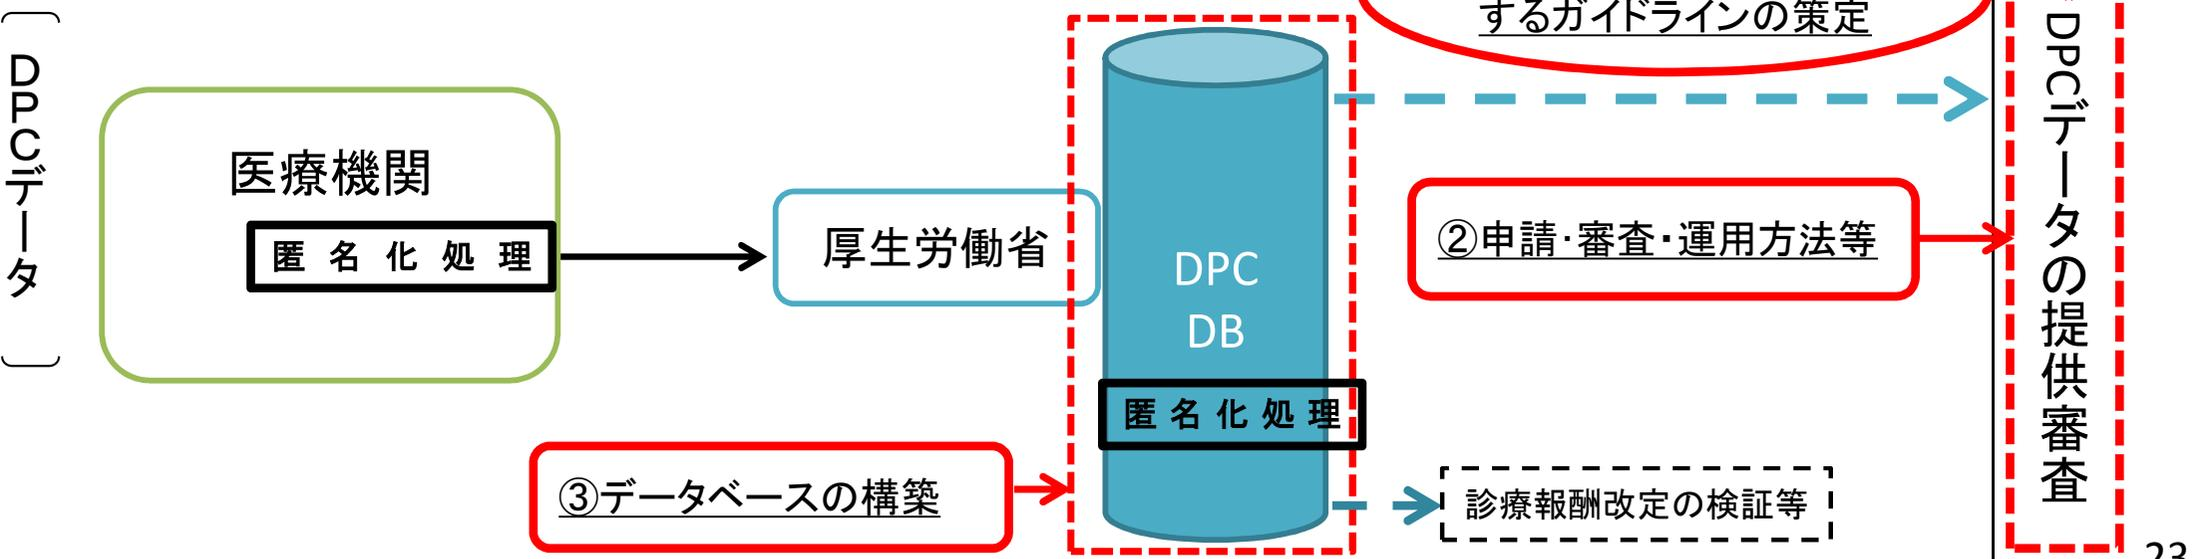 DPCデータ
医療機関
匿名化処理
厚生労働省
DPC
DB
匿名化処理
③データベースの構築
するガイドラインの策定
②申請・審査・運用方法等
診療報酬改定の検証等
DPCデータの提供審査
23